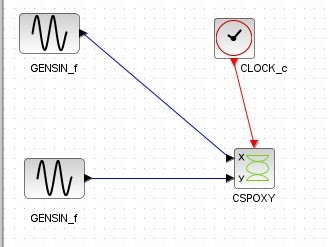 GENSIN_f
CLOCK_c
X
y
CSPOXY
GENSIN_f